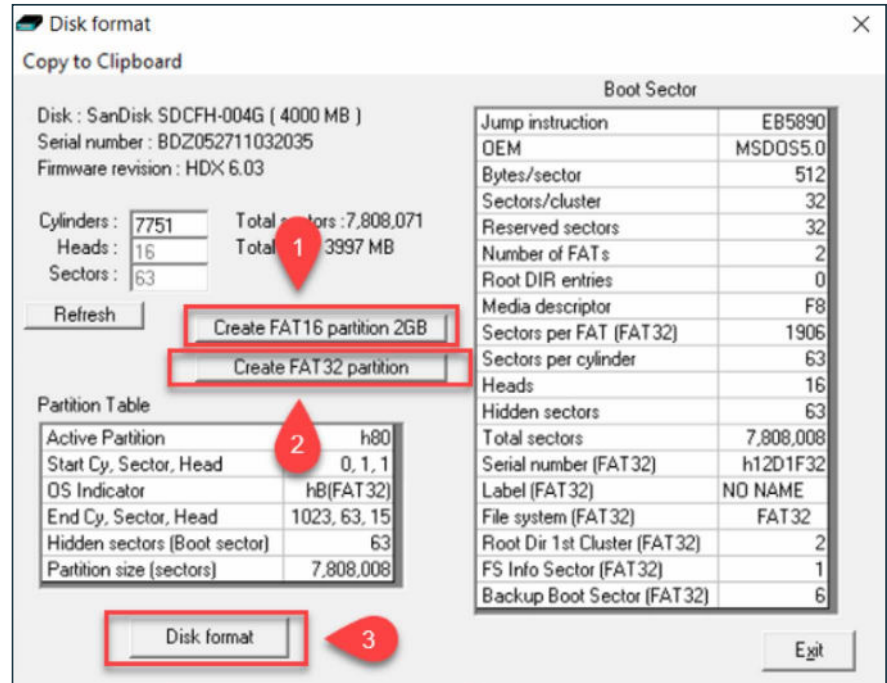 Disk format
Copy to Clipboard
Disk : SanDisk SDCFH-004G ( 4000 MB )
Serial number : BDZ052711032035
Firmware revision : HDX 6.03
Cylinders : 7751
Heads : 16
Sectors : 63
Total sectors :7,808,071
Total 3997 MB
1
Refresh
Create FAT16 partition 2GB
Create FAT32 partition
2
Partition Table
Active Partition h80
Start Cy, Sector, Head 0, 1, 1
OS Indicator hB(FAT32)
End Cy, Sector, Head 1023, 63, 15
Hidden sectors (Boot sector) 63
Partition size (sectors) 7,808,008
Disk format
3
Boot Sector
Jump instruction EB5890
OEM MSDOS5.0
Bytes/sector 512
Sectors/cluster 32
Reserved sectors 32
Number of FATs 2
Root DIR entries 0
Media descriptor F8
Sectors per FAT (FAT32) 1906
Sectors per cylinder 63
Heads 16
Hidden sectors 63
Total sectors 7,808,008
Serial number (FAT32) h12D1F32
Label (FAT32) NO NAME
File system (FAT32) FAT32
Root Dir 1st Cluster (FAT32) 2
FS Info Sector (FAT32) 1
Backup Boot Sector (FAT32) 6
Exit